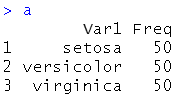 > a
        Var1 Freq
1     setosa   50
2 versicolor   50
3  virginica   50